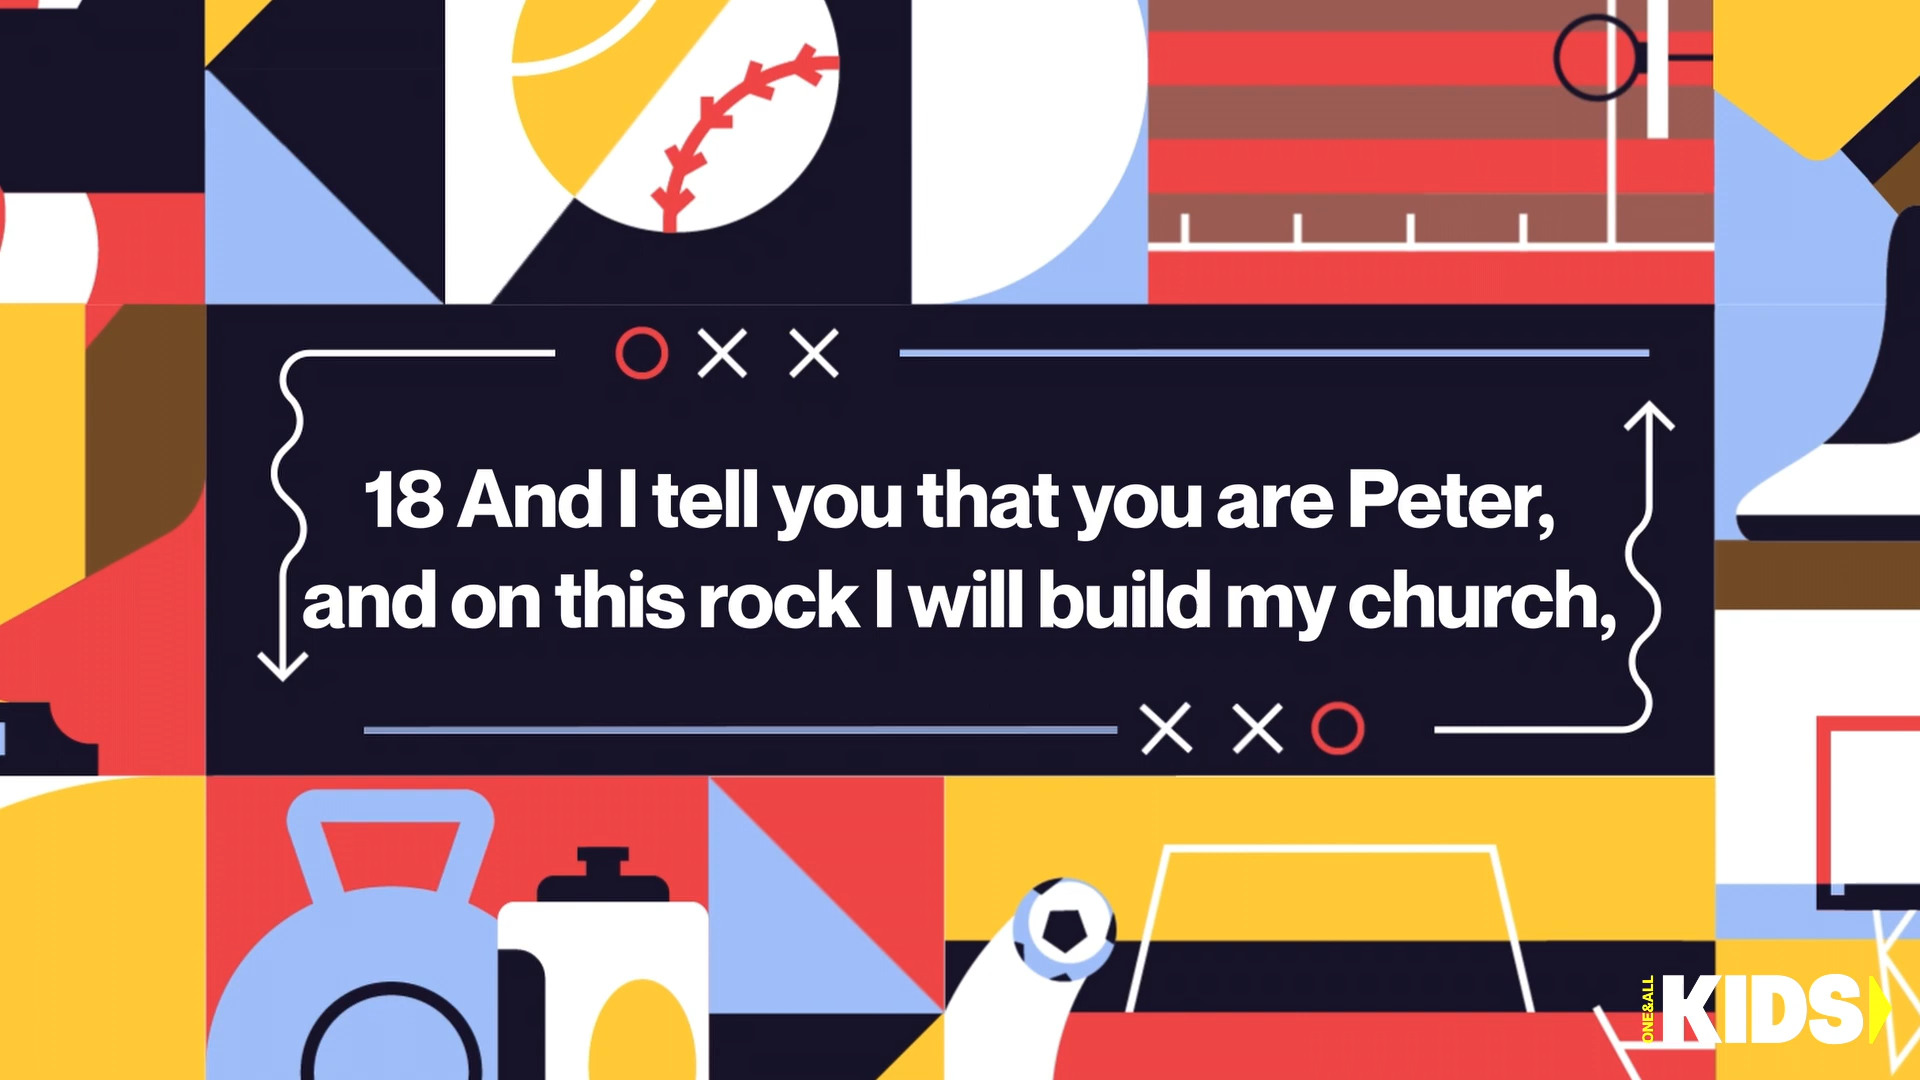 18 And I tell you that you are Peter,
and on this rock I will build my church,
ONE&ALL
KIDS